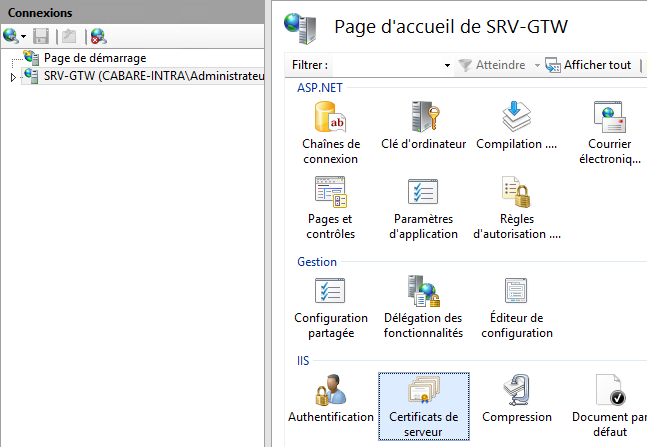 Connexions
Page de démarrage
SRV-GTW (CABARE-INTRA\Administrateu
Page d'accueil de SRV-GTW
Filtrer :
Atteindre
Afficher tout
ASP.NET
Chaînes de connexion
Clé d'ordinateur
Compilation ....
Courrier électroniq...
Pages et contrôles
Paramètres d'application
Règles d'autorisation ....
Gestion
Configuration partagée
Délégation des fonctionnalités
Éditeur de configuration
IIS
Authentification
Certificats de serveur
Compression
Document par défaut